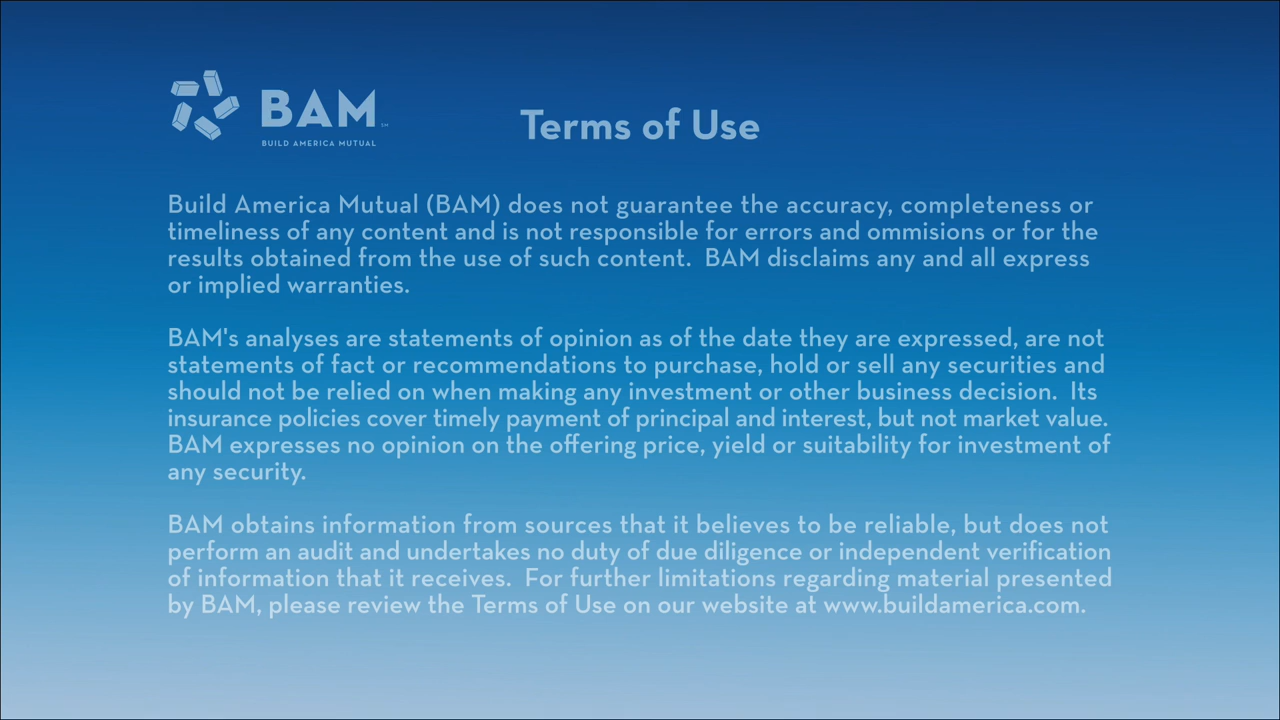 BAM SM
BUILD AMERICA MUTUAL
Terms of Use
Build America Mutual (BAM) does not guarantee the accuracy, completeness or
timeliness of any content and is not responsible for errors and ommisions or for the
results obtained from the use of such content.  BAM disclaims any and all express
or implied warranties.
BAM's analyses are statements of opinion as of the date they are expressed, are not
statements of fact or recommendations to purchase, hold or sell any securities and
should not be relied on when making any investment or other business decision.  Its
insurance policies cover timely payment of principal and interest, but not market value.
BAM expresses no opinion on the offering price, yield or suitability for investment of
any security.
BAM obtains information from sources that it believes to be reliable, but does not
perform an audit and undertakes no duty of due diligence or independent verification
of information that it receives.  For further limitations regarding material presented
by BAM, please review the Terms of Use on our website at www.buildamerica.com.